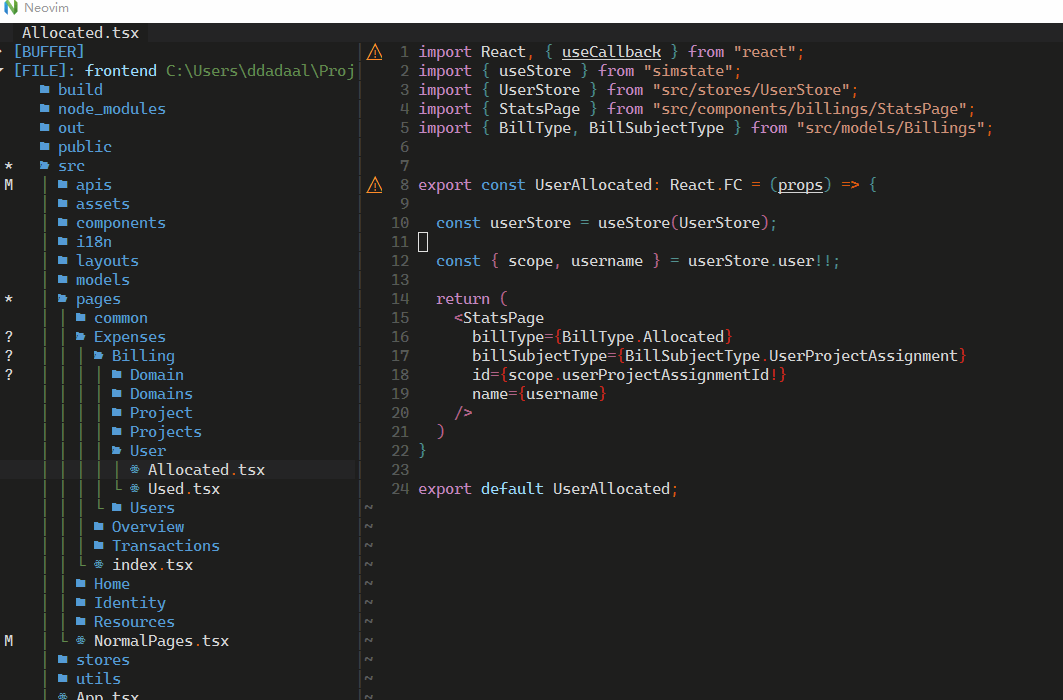 Neovim
Allocated.tsx
[BUFFER]
[FILE]: frontend C:\Users\ddadaal\Proj
build
node_modules
out
public
* src
M apis
assets
components
i18n
layouts
models
* pages
common
? Expenses
? Billing
? Domain
Domains
Project
Projects
User
Allocated.tsx
Used.tsx
Users
Overview
Transactions
index.tsx
Home
Identity
Resources
M NormalPages.tsx
stores
utils
App.tsx
1 import React, { useCallback } from "react";
2 import { useStore } from "simstate";
3 import { UserStore } from "src/stores/UserStore";
4 import { StatsPage } from "src/components/billings/StatsPage";
5 import { BillType, BillSubjectType } from "src/models/Billings";
6
7
8 export const UserAllocated: React.FC = (props) => {
9
10 const userStore = useStore(UserStore);
11
12 const { scope, username } = userStore.user!!;
13
14 return (
15 <StatsPage
16 billType={BillType.Allocated}
17 billSubjectType={BillSubjectType.UserProjectAssignment}
18 id={scope.userProjectAssignmentId!}
19 name={username}
20 />
21 )
22 }
23
24 export default UserAllocated;
~
~
~
~
~
~
~
~
~
~
~